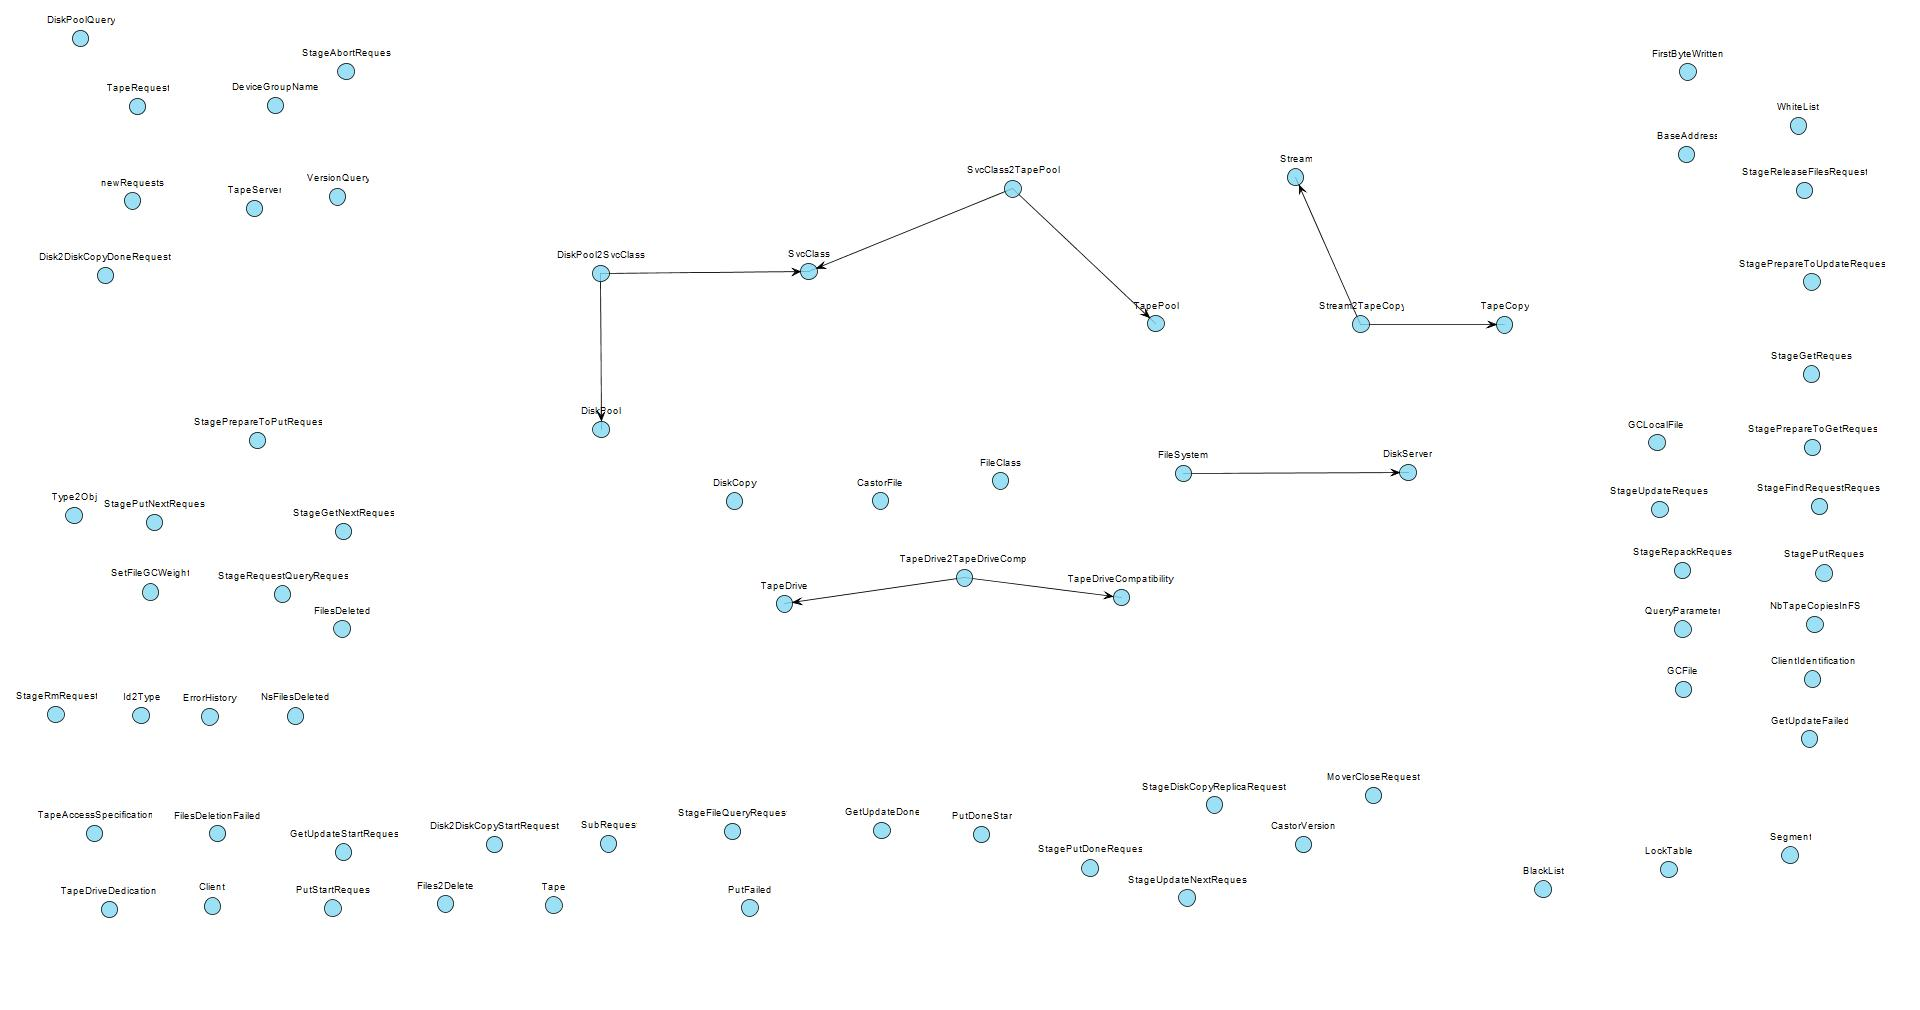 DiskPoolQuery
StageAbortReques
FirstByteWritten
TapeRequest
DeviceGroupName
WhiteList
BaseAddress
Stream
SvcClass2TapePool
StageReleaseFilesRequest
newRequests
TapeServer
VersionQuery
Disk2DiskCopyDoneRequest
DiskPool2SvcClass
SvcClass
StagePrepareToUpdateReques
TapePool
Stream2TapeCopy
TapeCopy
StageGetReques
DiskPool
StagePrepareToPutReques
GCLocalFile
StagePrepareToGetReques
FileSystem
DiskServer
FileClass
DiskCopy
CastorFile
StageUpdateReques
StageFindRequestReques
Type2Obj
StagePutNextReques
StageGetNextReques
StageRepackReques
StagePutReques
TapeDrive2TapeDriveComp
SetFileGCWeight
StageRequestQueryReques
TapeDrive
TapeDriveCompatibility
FilesDeleted
QueryParameter
NbTapeCopiesInFS
GCFile
ClientIdentification
StageRmRequest
Id2Type
ErrorHistory
NsFilesDeleted
GetUpdateFailed
StageDiskCopyReplicaRequest
MoverCloseRequest
TapeAccessSpecification
FilesDeletionFailed
GetUpdateStartReques
Disk2DiskCopyStartRequest
SubReques
StageFileQueryReques
GetUpdateDone
PutDoneStar
CastorVersion
StagePutDoneReques
LockTable
Segment
TapeDriveDedication
Client
PutStartReques
Files2Delete
Tape
PutFailed
StageUpdateNextReques
BlackList